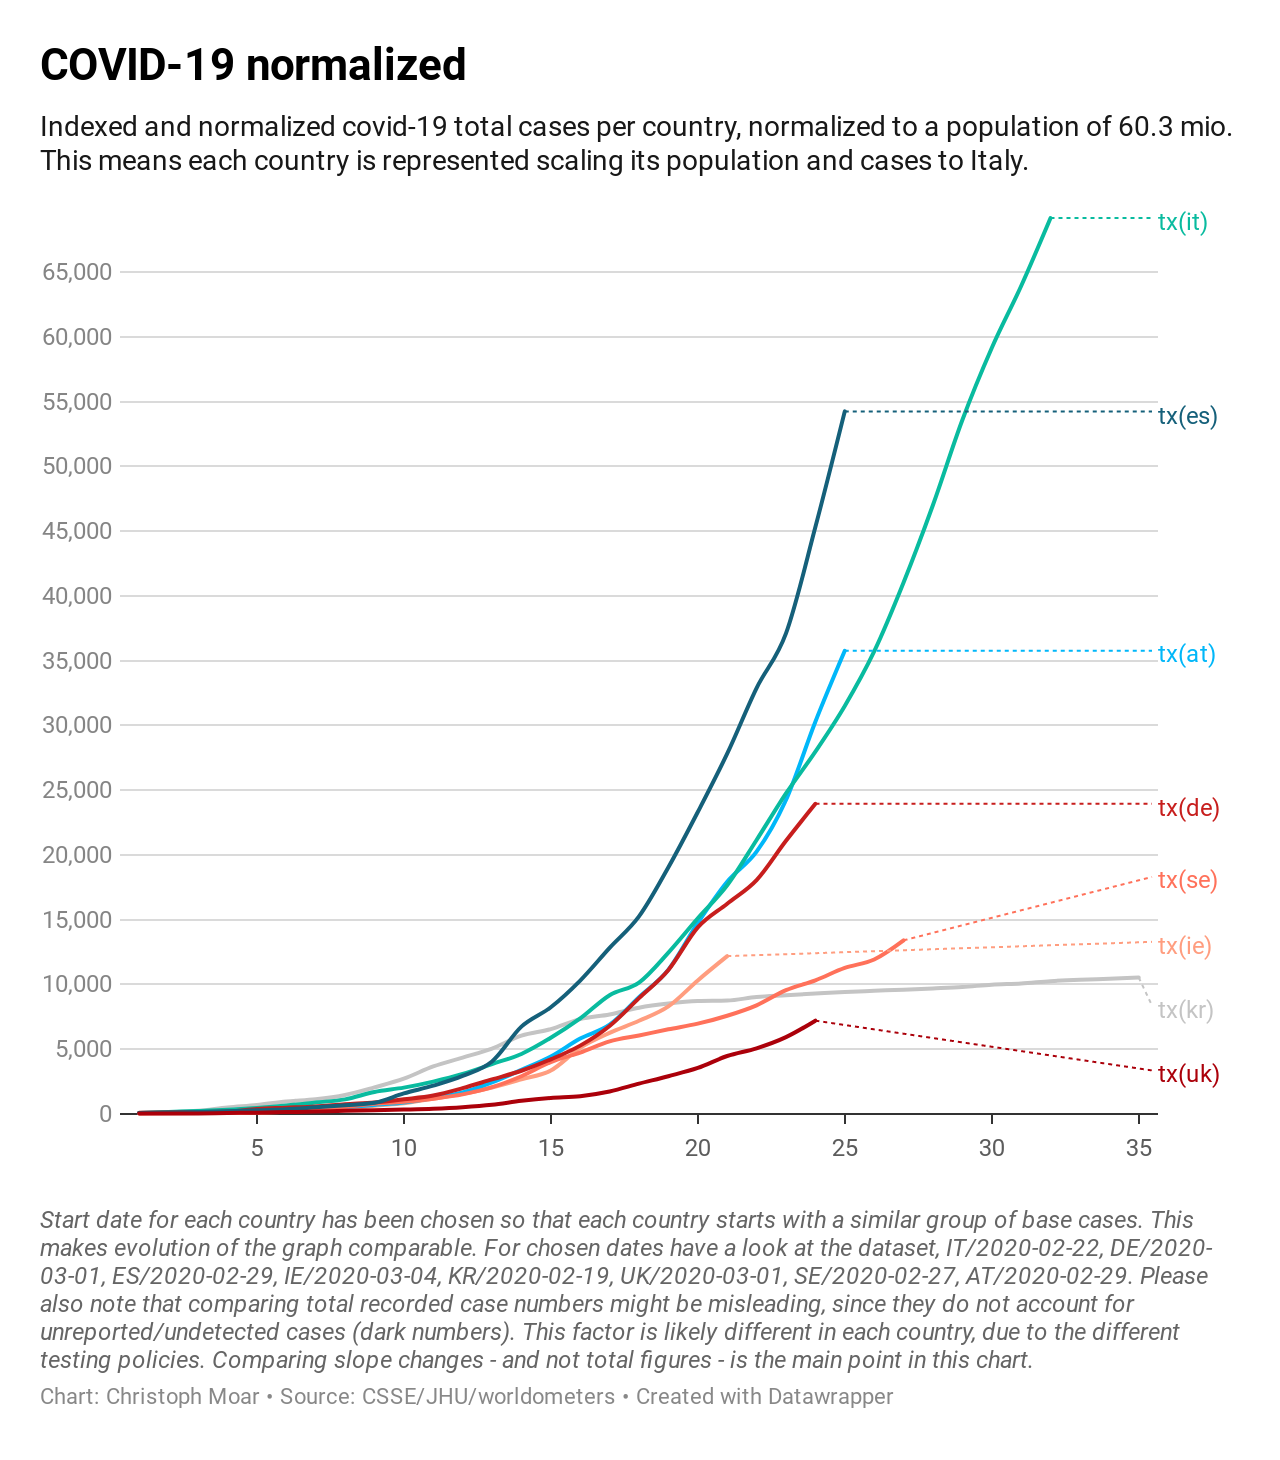 COVID-19 normalized
Indexed and normalized covid-19 total cases per country, normalized to a population of 60.3 mio.
This means each country is represented scaling its population and cases to Italy.
tx(it)
65,000
60,000
55,000
tx(es)
50,000
45,000
40,000
35,000
tx(at)
30,000
25,000
tx(de)
20,000
tx(se)
15,000
tx(ie)
10,000
tx(kr)
5,000
tx(uk)
0
5 10 15 20 25 30 35
Start date for each country has been chosen so that each country starts with a similar group of base cases. This
makes evolution of the graph comparable. For chosen dates have a look at the dataset, IT/2020-02-22, DE/2020-
03-01, ES/2020-02-29, IE/2020-03-04, KR/2020-02-19, UK/2020-03-01, SE/2020-02-27, AT/2020-02-29. Please
also note that comparing total recorded case numbers might be misleading, since they do not account for
unreported/undetected cases (dark numbers). This factor is likely different in each country, due to the different
testing policies. Comparing slope changes - and not total figures - is the main point in this chart.
Chart: Christoph Moar • Source: CSSE/JHU/worldometers • Created with Datawrapper